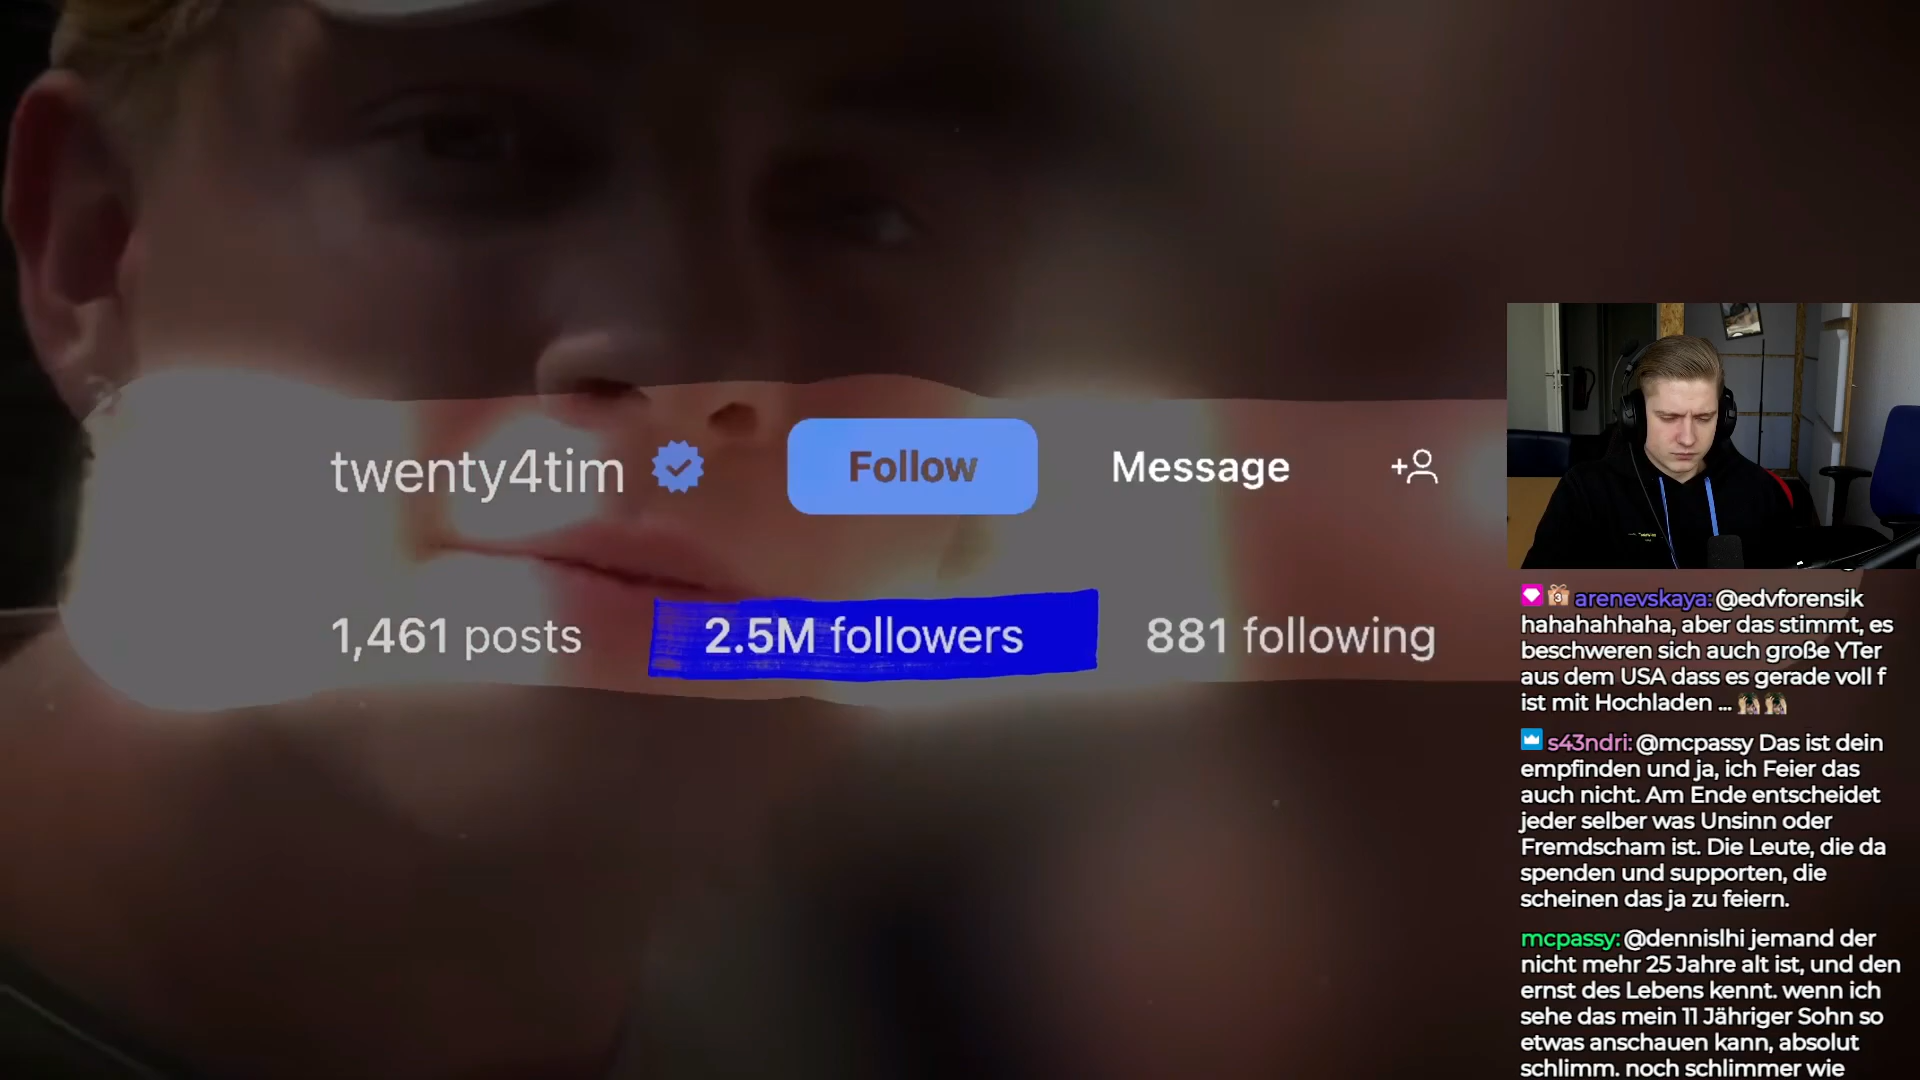 twenty4tim
Follow
Message
1,461 posts
2.5M followers
881 following
arenevskaya: @edvforensik
hahahahhaha, aber das stimmt, es
beschweren sich auch große YTer
aus dem USA dass es gerade voll f
ist mit Hochladen ...
s43ndri: @mcpassy Das ist dein
empfinden und ja, ich Feier das
auch nicht. Am Ende entscheidet
jeder selber was Unsinn oder
Fremdscham ist. Die Leute, die da
spenden und supporten, die
scheinen das ja zu feiern.
mcpassy: @dennislhi jemand der
nicht mehr 25 Jahre alt ist, und den
ernst des Lebens kennt. wenn ich
sehe das mein 11 Jähriger Sohn so
etwas anschauen kann, absolut
schlimm. noch schlimmer wie